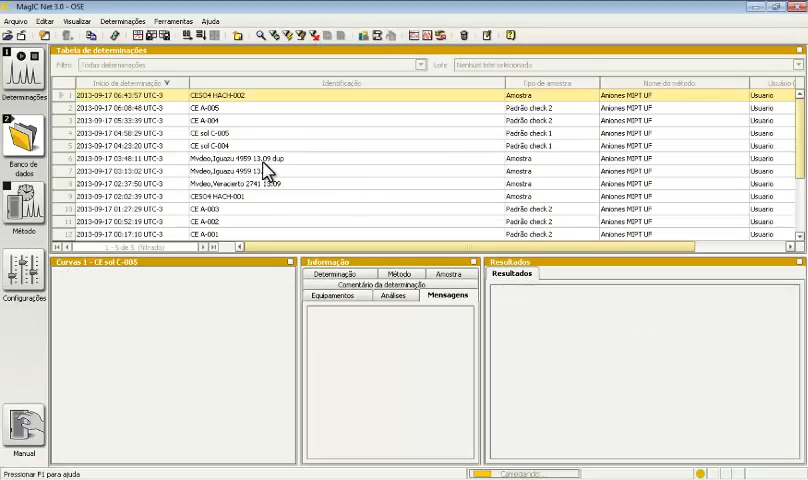 MagIC Net 3.0 - OSE
Arquivo Editar Visualizar Determinações Ferramentas Ajuda
Tabela de determinações
Filtro Todas determinações Lote Nenhum lote selecionado
Início da determinação Identificação Tipo de amostra Nome do método Usuário
1 2013-09-17 06:43:57 UTC-3 CESO4 HACH-002 Amostra Aniones MIPT UF Usuario
2 2013-09-17 06:08:48 UTC-3 CE A-005 Padrão check 2 Aniones MIPT UF Usuario
3 2013-09-17 05:33:39 UTC-3 CE A-004 Padrão check 2 Aniones MIPT UF Usuario
4 2013-09-17 04:58:29 UTC-3 CE sol C-005 Padrão check 1 Aniones MIPT UF Usuario
5 2013-09-17 04:23:20 UTC-3 CE sol C-004 Padrão check 1 Aniones MIPT UF Usuario
6 2013-09-17 03:48:11 UTC-3 Mvdeo,Iguazu 4959 13.09 dup Amostra Aniones MIPT UF Usuario
7 2013-09-17 03:13:02 UTC-3 Mvdeo,Iguazu 4959 13. Amostra Aniones MIPT UF Usuario
8 2013-09-17 02:37:50 UTC-3 Mvdeo,Veracierto 2741 13.09 Amostra Aniones MIPT UF Usuario
9 2013-09-17 02:02:39 UTC-3 CESO4 HACH-001 Amostra Aniones MIPT UF Usuario
10 2013-09-17 01:27:29 UTC-3 CE A-003 Padrão check 2 Aniones MIPT UF Usuario
11 2013-09-17 00:52:19 UTC-3 CE A-002 Padrão check 2 Aniones MIPT UF Usuario
12 2013-09-17 00:17:10 UTC-3 CE A-001 Padrão check 2 Aniones MIPT UF Usuario
1 - 5 de 5 (filtrado)
1
Determinações
2
Banco de
dados
Método
Configurações
Manual
Curvas 1 - CE sol C-005
Informação
Determinação Método Amostra
Comentário da determinação
Equipamentos Análises Mensagens
Resultados
Resultados
Pressionar F1 para ajuda
Carregando...